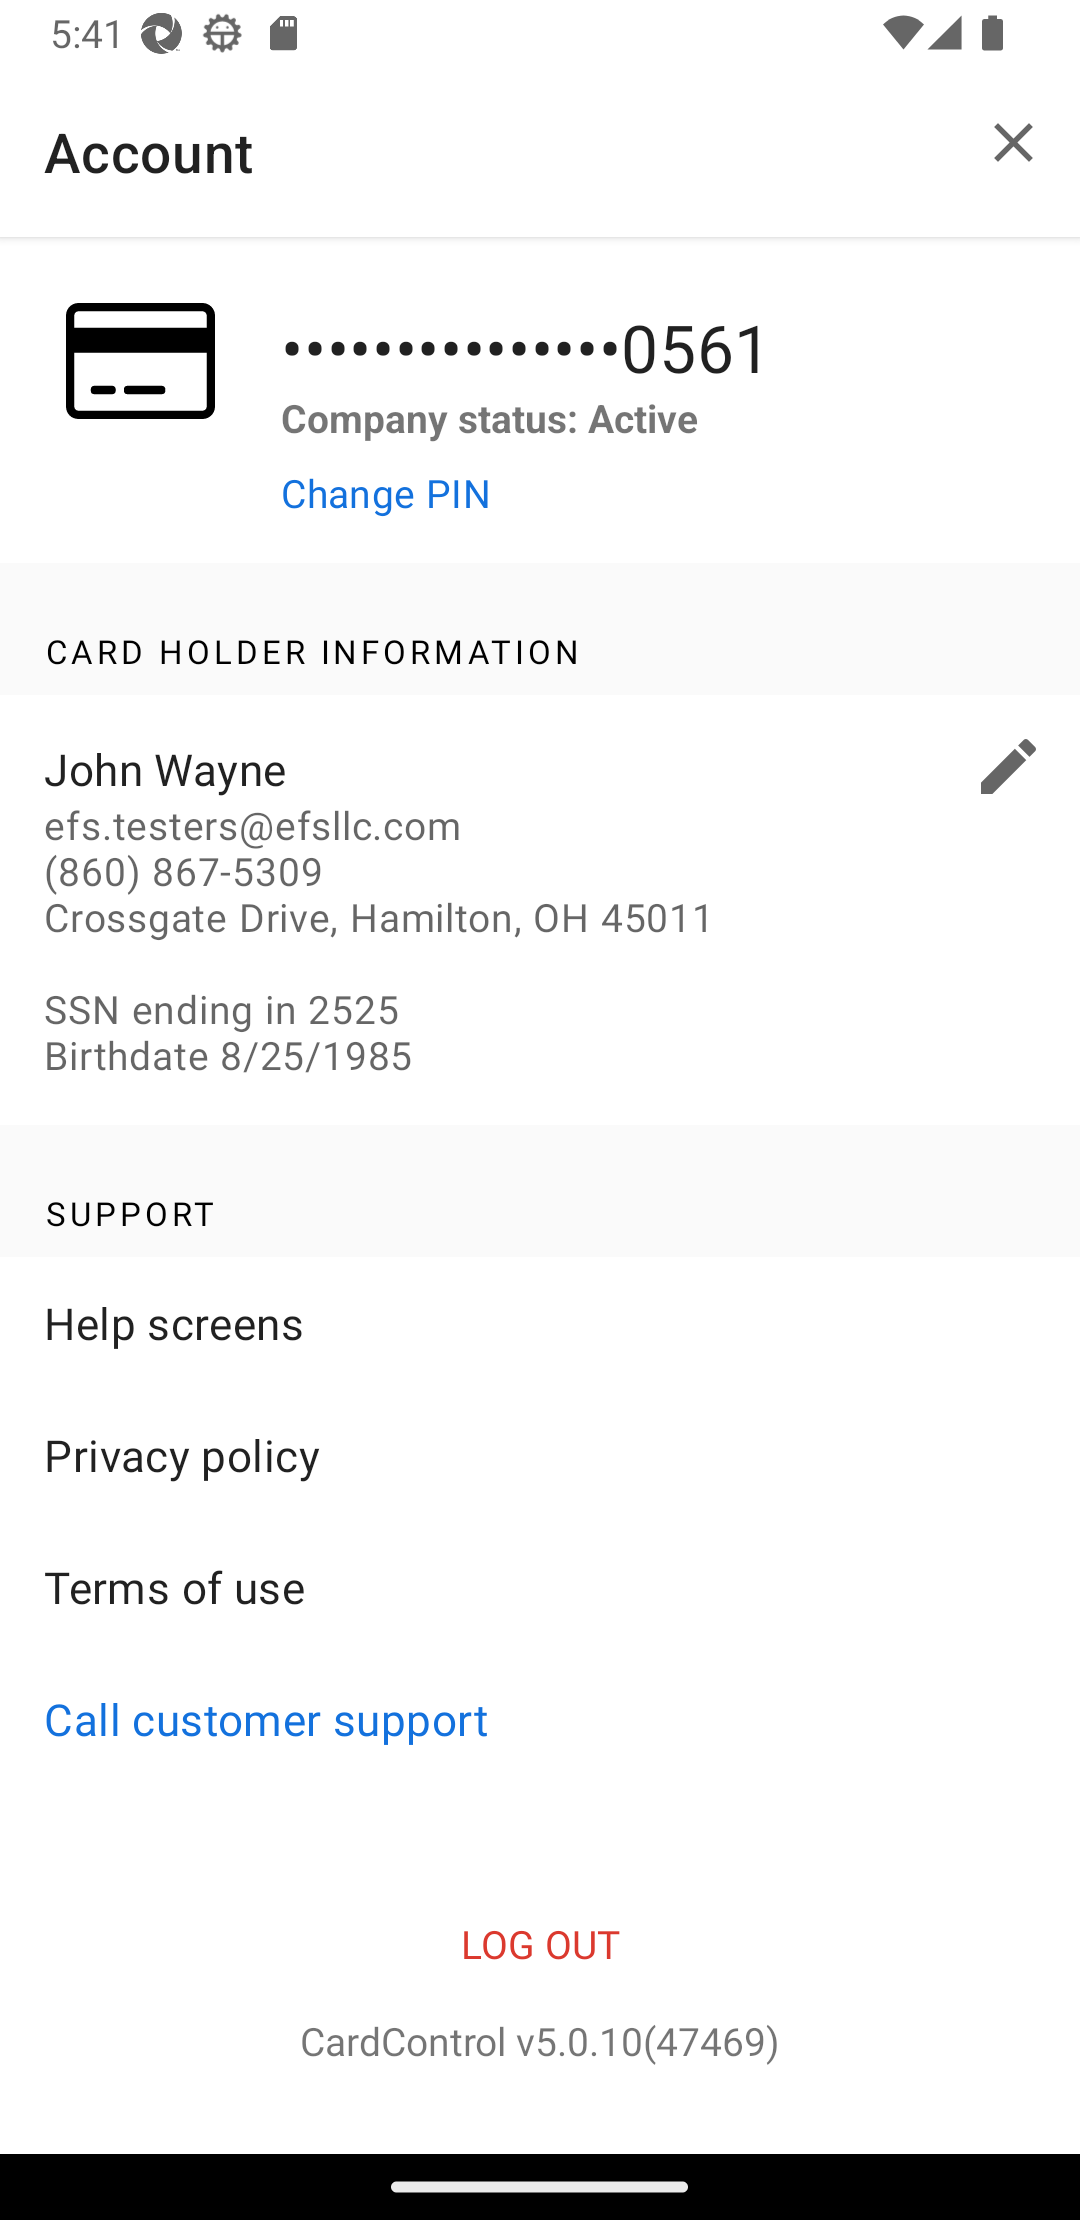 5:41
Account
•••••••••••••••0561
Company status: Active
Change PIN
CARD HOLDER INFORMATION
John Wayne
efs.testers@efsllc.com
(860) 867-5309
Crossgate Drive, Hamilton, OH 45011
SSN ending in 2525
Birthdate 8/25/1985
SUPPORT
Help screens
Privacy policy
Terms of use
Call customer support
LOG OUT
CardControl v5.0.10(47469)